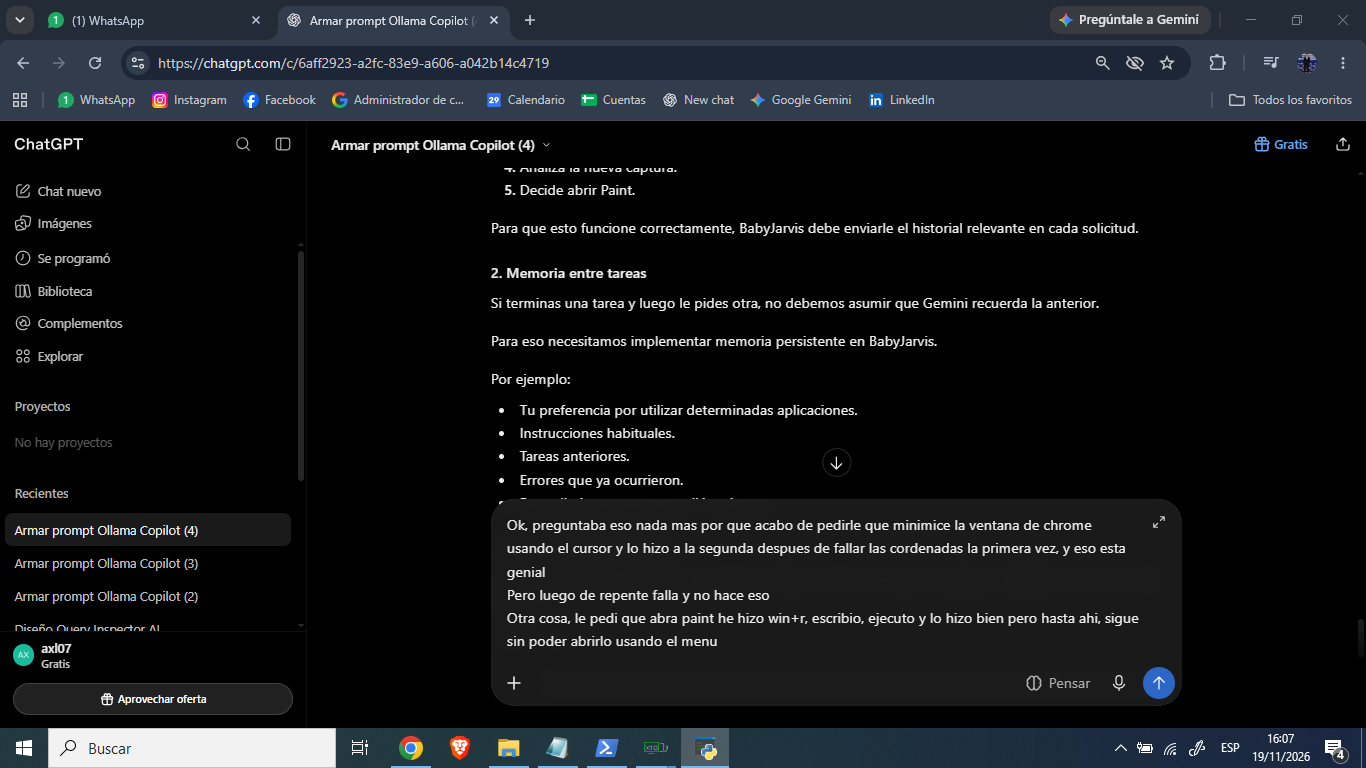 (1) WhatsApp
Armar prompt Ollama Copilot (
Pregúntale a Gemini
https://chatgpt.com/c/6aff2923-a2fc-83e9-a606-a042b14c4719
WhatsApp
Instagram
Facebook
Administrador de c...
Calendario
Cuentas
New chat
Google Gemini
LinkedIn
Todos los favoritos
ChatGPT
Chat nuevo
Imágenes
Se programó
Biblioteca
Complementos
Explorar
Proyectos
No hay proyectos
Recientes
Armar prompt Ollama Copilot (4)
Armar prompt Ollama Copilot (3)
Armar prompt Ollama Copilot (2)
Diseño Query Inspector AI
AX
axl07
Gratis
Aprovechar oferta
Armar prompt Ollama Copilot (4)
Gratis
4. Analiza la nueva captura.
5. Decide abrir Paint.
Para que esto funcione correctamente, BabyJarvis debe enviarle el historial relevante en cada solicitud.
2. Memoria entre tareas
Si terminas una tarea y luego le pides otra, no debemos asumir que Gemini recuerda la anterior.
Para eso necesitamos implementar memoria persistente en BabyJarvis.
Por ejemplo:
Tu preferencia por utilizar determinadas aplicaciones.
Instrucciones habituales.
Tareas anteriores.
Errores que ya ocurrieron.
Ok, preguntaba eso nada mas por que acabo de pedirle que minimice la ventana de chrome
usando el cursor y lo hizo a la segunda despues de fallar las cordenadas la primera vez, y eso esta
genial
Pero luego de repente falla y no hace eso
Otra cosa, le pedi que abra paint he hizo win+r, escribio, ejecuto y lo hizo bien pero hasta ahi, sigue
sin poder abrirlo usando el menu
Pensar
Buscar
ESP
16:07
19/11/2026
4